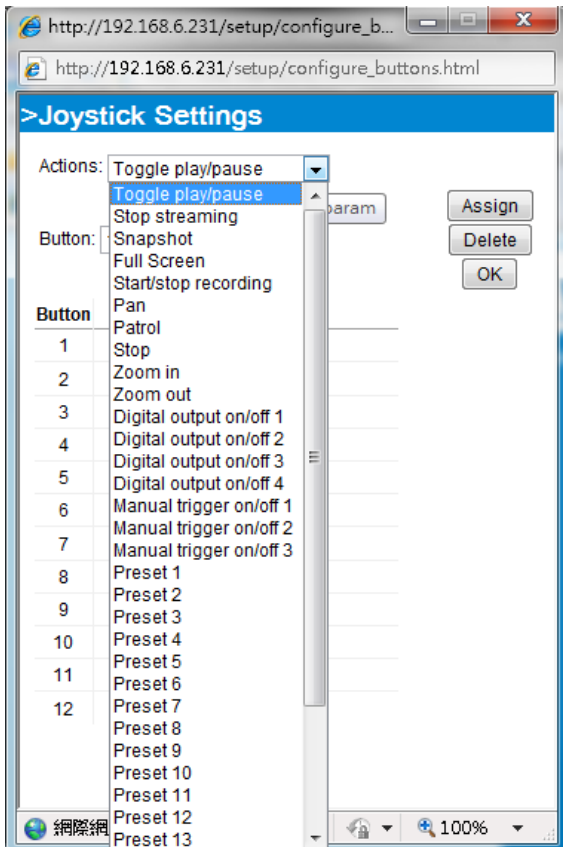 http://192.168.6.231/setup/configure_b...
http://192.168.6.231/setup/configure_buttons.html
>Joystick Settings
Actions: Toggle play/pause
Toggle play/pause
Stop streaming
Snapshot
Full Screen
Start/stop recording
Pan
Patrol
Stop
Zoom in
Zoom out
Digital output on/off 1
Digital output on/off 2
Digital output on/off 3
Digital output on/off 4
Manual trigger on/off 1
Manual trigger on/off 2
Manual trigger on/off 3
Preset 1
Preset 2
Preset 3
Preset 4
Preset 5
Preset 6
Preset 7
Preset 8
Preset 9
Preset 10
Preset 11
Preset 12
Preset 13
param
Assign
Button:
Delete
OK
Button
1
2
3
4
5
6
7
8
9
10
11
12
網際網
100%